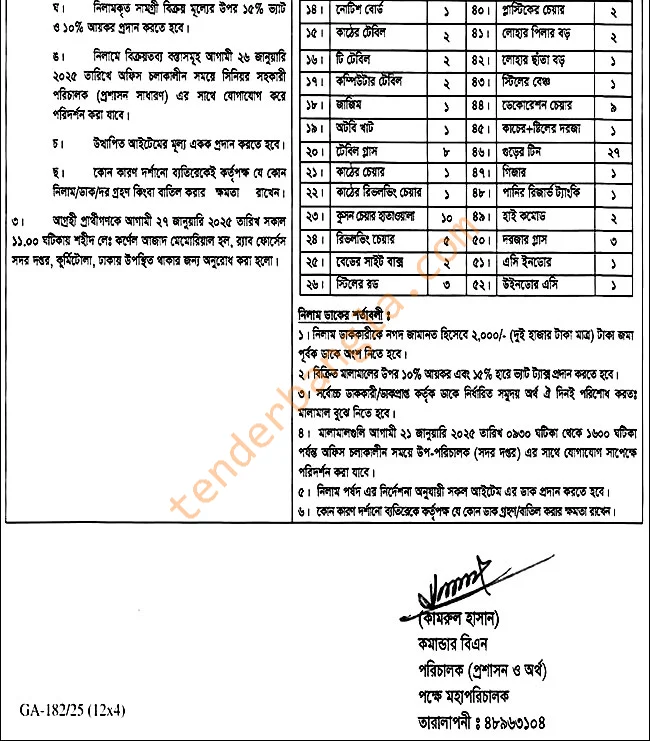 ঘ। নিলামকৃত সামগ্রী বিক্রয় মূল্যের উপর ১৫% ভ্যাট
ও ১০% আয়কর প্রদান করতে হবে।
ঙ। নিলামে বিক্রয়তব্য বস্তাসমূহ আগামী ২৬ জানুয়ারি
২০২৫ তারিখে অফিস চলাকালীন সময়ে সিনিয়র সহকারী
পরিচালক (প্রশাসন সাধারণ) এর সাথে যোগাযোগ করে
পরিদর্শন করা যাবে।
চ। উত্থাপিত আইটেমের মূল্য একক প্রদান করতে হবে।
ছ। কোন কারণ দর্শানো ব্যতিরেকেই কর্তৃপক্ষ যে কোন
নিলাম/ডাক/দর গ্রহণ কিংবা বাতিল করার ক্ষমতা রাখেন।
৩। আগ্রহী প্রার্থীগণকে আগামী ২৭ জানুয়ারি ২০২৫ তারিখ সকাল
১১.০০ ঘটিকায় শহীদ লেঃ কর্ণেল আজাদ মেমোরিয়াল হল, র‍্যাব ফোর্সেস
সদর দপ্তর, কুর্মিটোলা, ঢাকায় উপস্থিত থাকার জন্য অনুরোধ করা হলো।
১৪। নোটিশ বোর্ড ১ ৪০। প্লাস্টিকের চেয়ার ২
১৫। কাঠের টেবিল ২ ৪১। লোহার পিলার বড় ২
১৬। টি টেবিল ২ ৪২। লোহার ছাঁতা বড় ১
১৭। কম্পিউটার টেবিল ২ ৪৩। স্টিলের বেঞ্চ ১
১৮। জাজিম ১ ৪৪। ডেকোরেশন চেয়ার ৯
১৯। অটবি খাট ১ ৪৫। কাচের+ষ্টিলের দরজা ১
২০। টেবিল গ্লাস ৮ ৪৬। গুড়ের টিন ২৭
২১। কাঠের চেয়ার ১ ৪৭। গিজার ১
২২। কাঠের রিভলভিং চেয়ার ১ ৪৮। পানির রিজার্ভ ট্যাংকি ১
২৩। কুসন চেয়ার হাতাওয়ালা ১০ ৪৯। হাই কমোড ২
২৪। রিভলভিং চেয়ার ৫ ৫০। দরজার গ্লাস ৩
২৫। বেডের সাইট বাক্স ২ ৫১। এসি ইনডোর ১
২৬। স্টিলের রড ৩ ৫২। উইনডোর এসি ১
নিলাম ডাকের শর্তাবলী :
১। নিলাম ডাককারীকে নগদ জামানত হিসেবে ২,০০০/- (দুই হাজার টাকা মাত্র) টাকা জমা
পূর্বক ডাকে অংশ নিতে হবে।
২। বিক্রিত মালামালের উপর ১০% আয়কর এবং ১৫% হারে ভ্যাট ট্যাক্স প্রদান করতে হবে।
৩। সর্বোচ্চ ডাককারী/ডাকপ্রাপ্ত কর্তৃক ডাকে নির্ধারিত সমুদয় অর্থ ঐ দিনই পরিশোধ করতঃ
মালামাল বুঝে নিতে হবে।
৪। মালামালগুলি আগামী ২১ জানুয়ারি ২০২৫ তারিখ ০৯৩০ ঘটিকা থেকে ১৬০০ ঘটিকা
পর্যন্ত অফিস চলাকালীন সময়ে উপ-পরিচালক (সদর দপ্তর) এর সাথে যোগাযোগ সাপেক্ষে
পরিদর্শন করা যাবে।
৫। নিলাম পর্ষদ এর নির্দেশনা অনুযায়ী সকল আইটেম এর ডাক প্রদান করতে হবে।
৬। কোন কারণ দর্শানো ব্যতিরেকে কর্তৃপক্ষ যে কোন ডাক গ্রহণ/বাতিল করার ক্ষমতা রাখেন।
tenderbangla.com
(কামরুল হাসান)
কমান্ডার বিএন
পরিচালক (প্রশাসন ও অর্থ)
পক্ষে মহাপরিচালক
তারালাপনী : ৪৮৯৬৩১০৪
GA-182/25 (12x4)